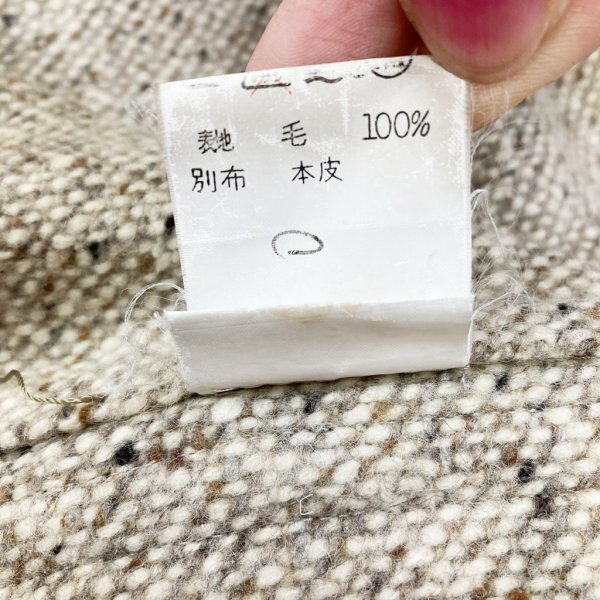 表地 毛 100%
別布 本皮